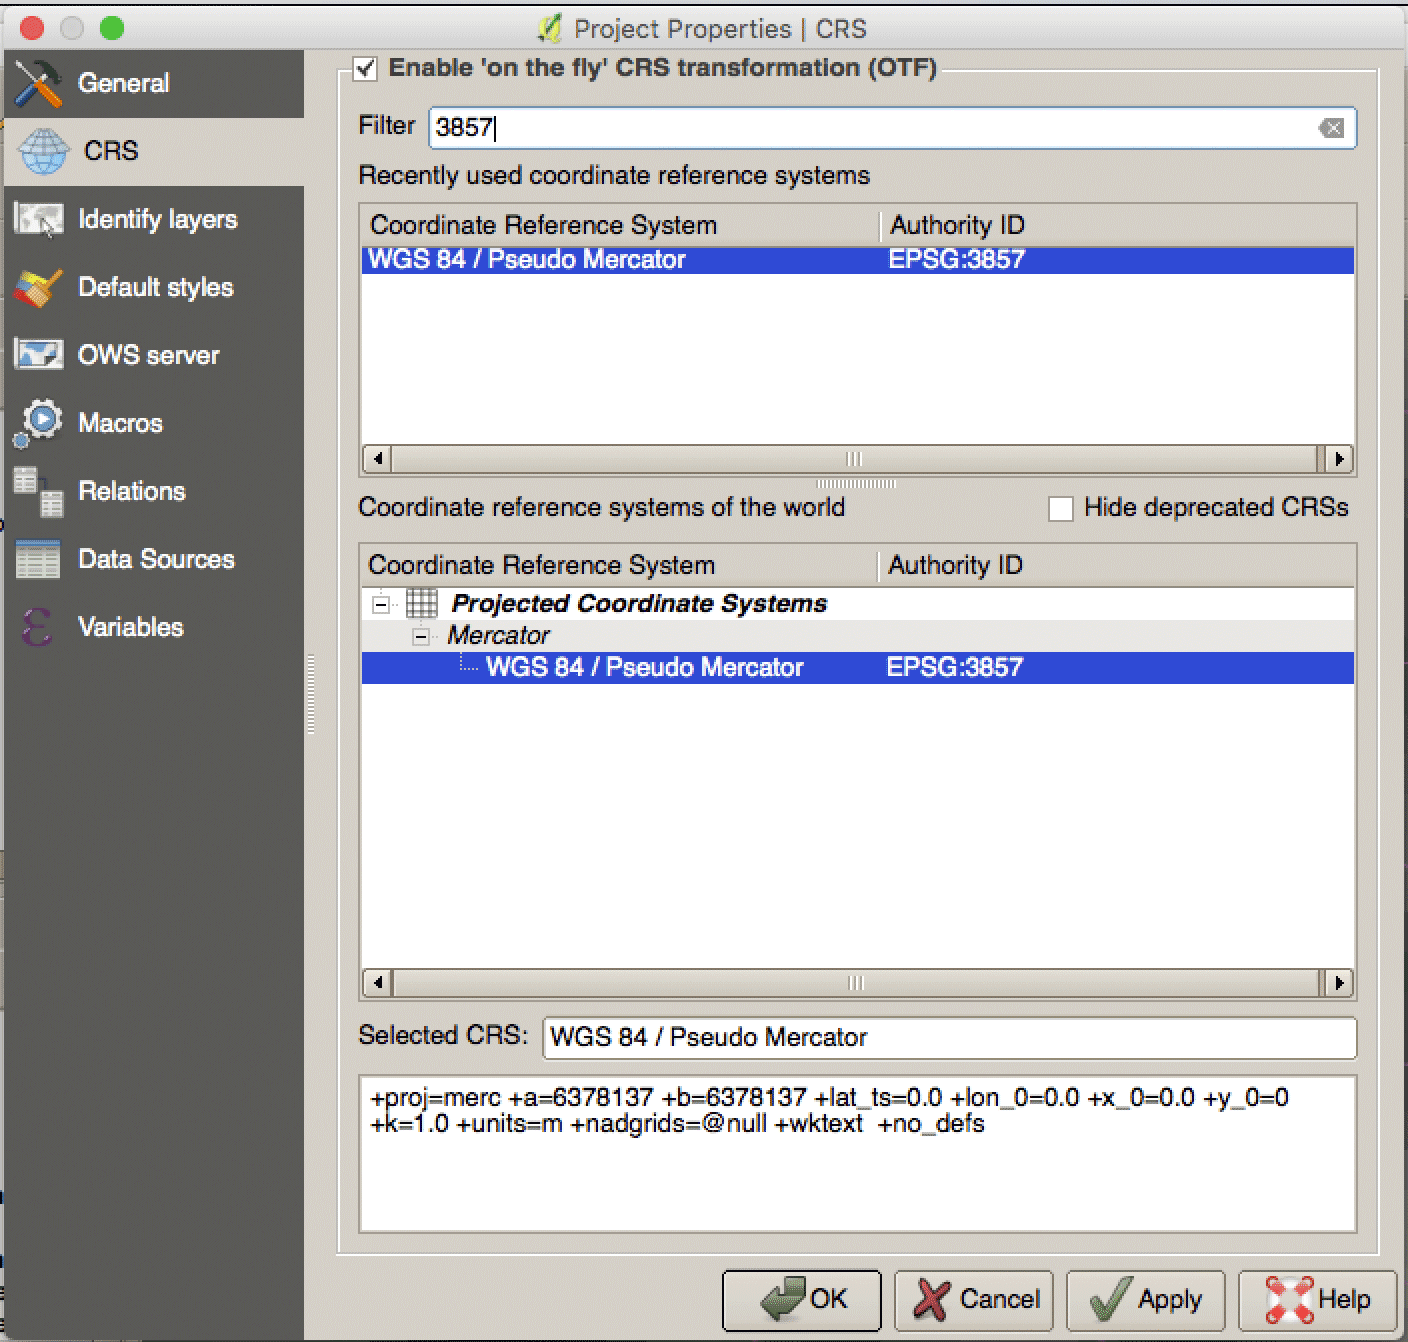 Project Properties | CRS
General
CRS
Identify layers
Default styles
OWS server
Macros
Relations
Data Sources
Variables
Enable 'on the fly' CRS transformation (OTF)
Filter 3857
Recently used coordinate reference systems
Coordinate Reference System Authority ID
WGS 84 / Pseudo Mercator EPSG:3857
Coordinate reference systems of the world Hide deprecated CRSs
Coordinate Reference System Authority ID
Projected Coordinate Systems
Mercator
WGS 84 / Pseudo Mercator EPSG:3857
Selected CRS: WGS 84 / Pseudo Mercator
+proj=merc +a=6378137 +b=6378137 +lat_ts=0.0 +lon_0=0.0 +x_0=0.0 +y_0=0
+k=1.0 +units=m +nadgrids=@null +wktext  +no_defs
OK Cancel Apply Help